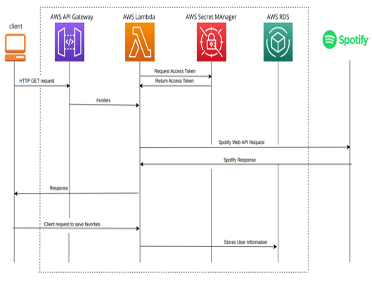 client
AWS API Gateway
AWS Lambda
AWS Secret Manager
AWS RDS
Spotify
Request Access Token
HTTP GET request
Return Access Token
Invokes
Spotify Web API Request
Spotify Response
Response
Client request to save favorites
Stores User Information